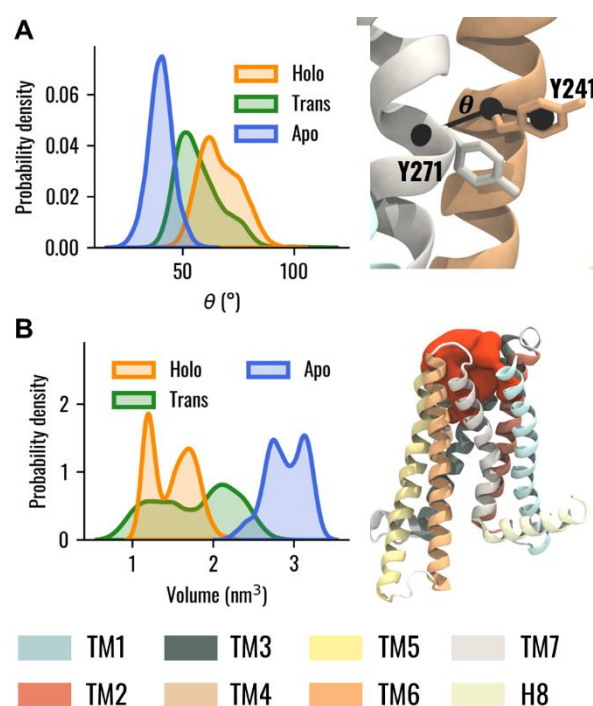 A
Probability density
0.06
0.04
0.02
0.00
50
100
θ (°)
Holo
Trans
Apo
Y241
θ
Y271
B
Probability density
2
1
0
1
2
3
Volume (nm³)
Holo
Apo
Trans
TM1
TM3
TM5
TM7
TM2
TM4
TM6
H8